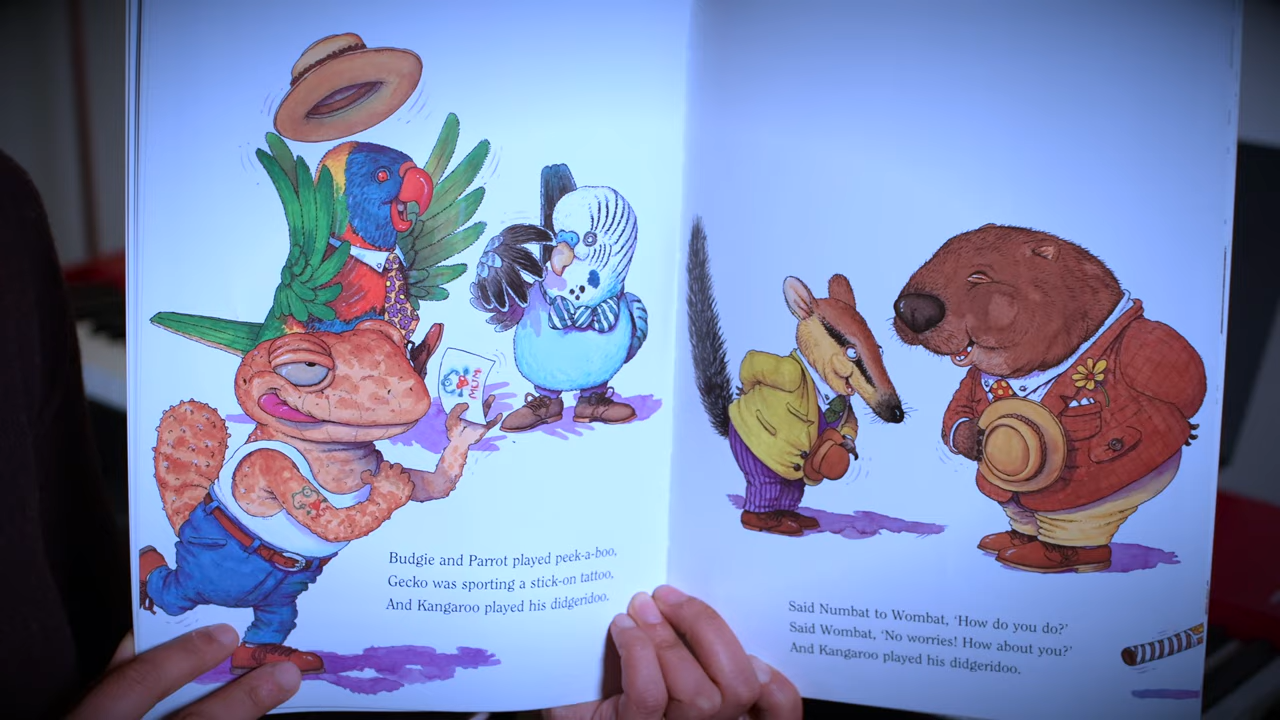 MUM
Budgie and Parrot played peek-a-boo,
Gecko was sporting a stick-on tattoo,
And Kangaroo played his didgeridoo.
Said Numbat to Wombat, ‘How do you do?’
Said Wombat, ‘No worries! How about you?’
And Kangaroo played his didgeridoo.